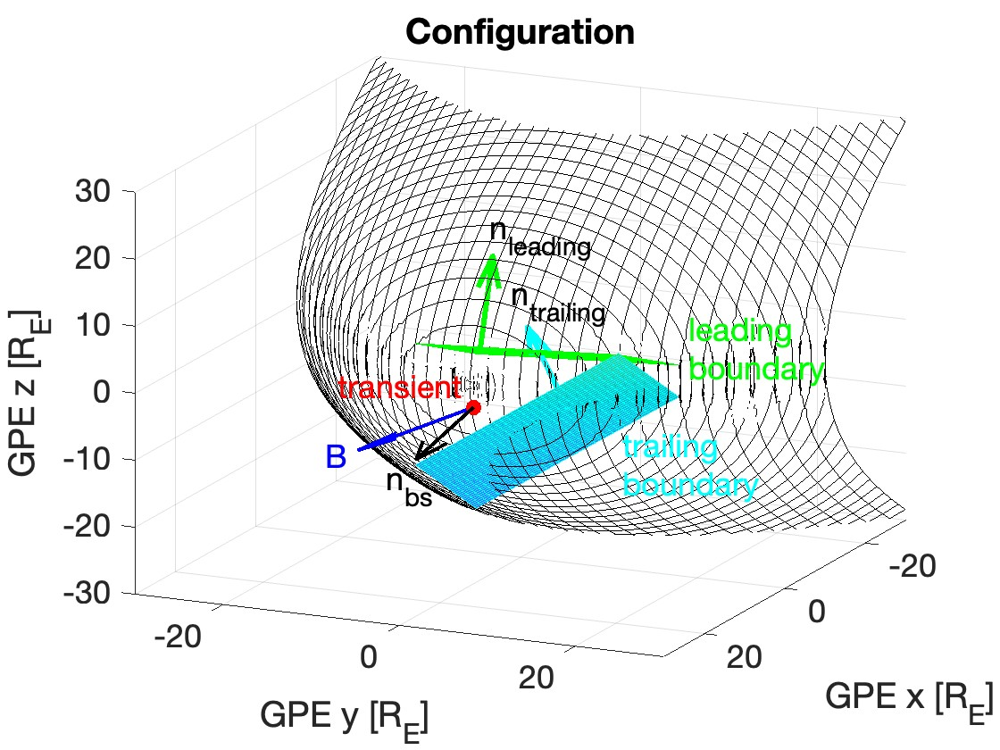 Configuration
30
20
10
0
-10
-20
-30
GPE z [R_E]
n_leading
n_trailing
leading
boundary
transient
B
n_bs
trailing
boundary
-20
0
20
GPE y [R_E]
-20
0
20
GPE x [R_E]